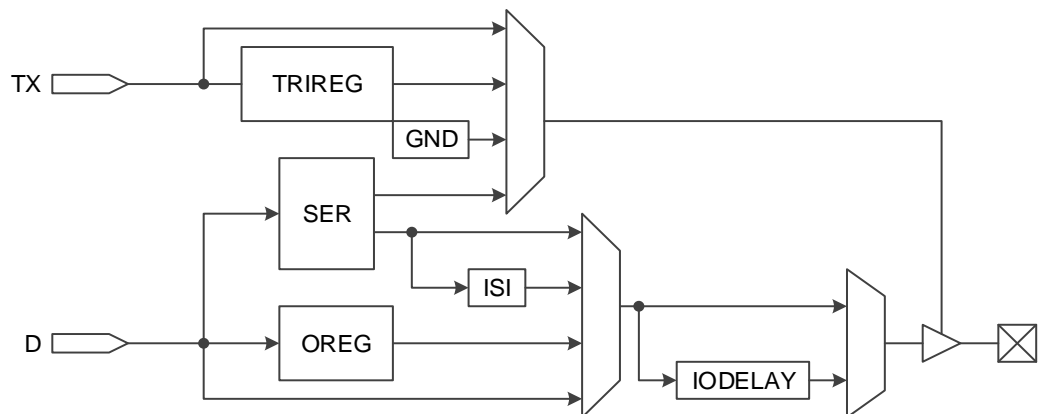 TX
TRIREG
GND
SER
ISI
D
OREG
IODELAY